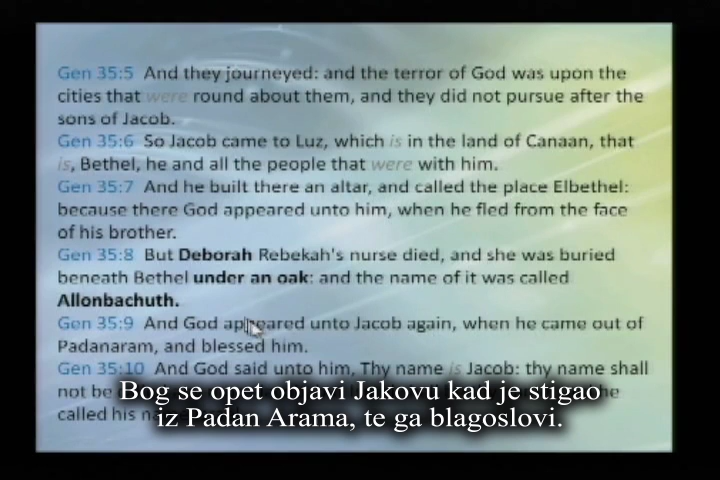 Gen 35:5 And they journeyed: and the terror of God was upon the
cities that were round about them, and they did not pursue after the
sons of Jacob.
Gen 35:6 So Jacob came to Luz, which is in the land of Canaan, that
is, Bethel, he and all the people that were with him.
Gen 35:7 And he built there an altar, and called the place Elbethel:
because there God appeared unto him, when he fled from the face
of his brother.
Gen 35:8 But Deborah Rebekah's nurse died, and she was buried
beneath Bethel under an oak: and the name of it was called
Allonbachuth.
Gen 35:9 And God appeared unto Jacob again, when he came out of
Padanaram, and blessed him.
Gen 35:10 And God said unto him, Thy name is Jacob: thy name shall
not be
called his
Bog se opet objavi Jakovu kad je stigao
iz Padan Arama, te ga blagoslovi.